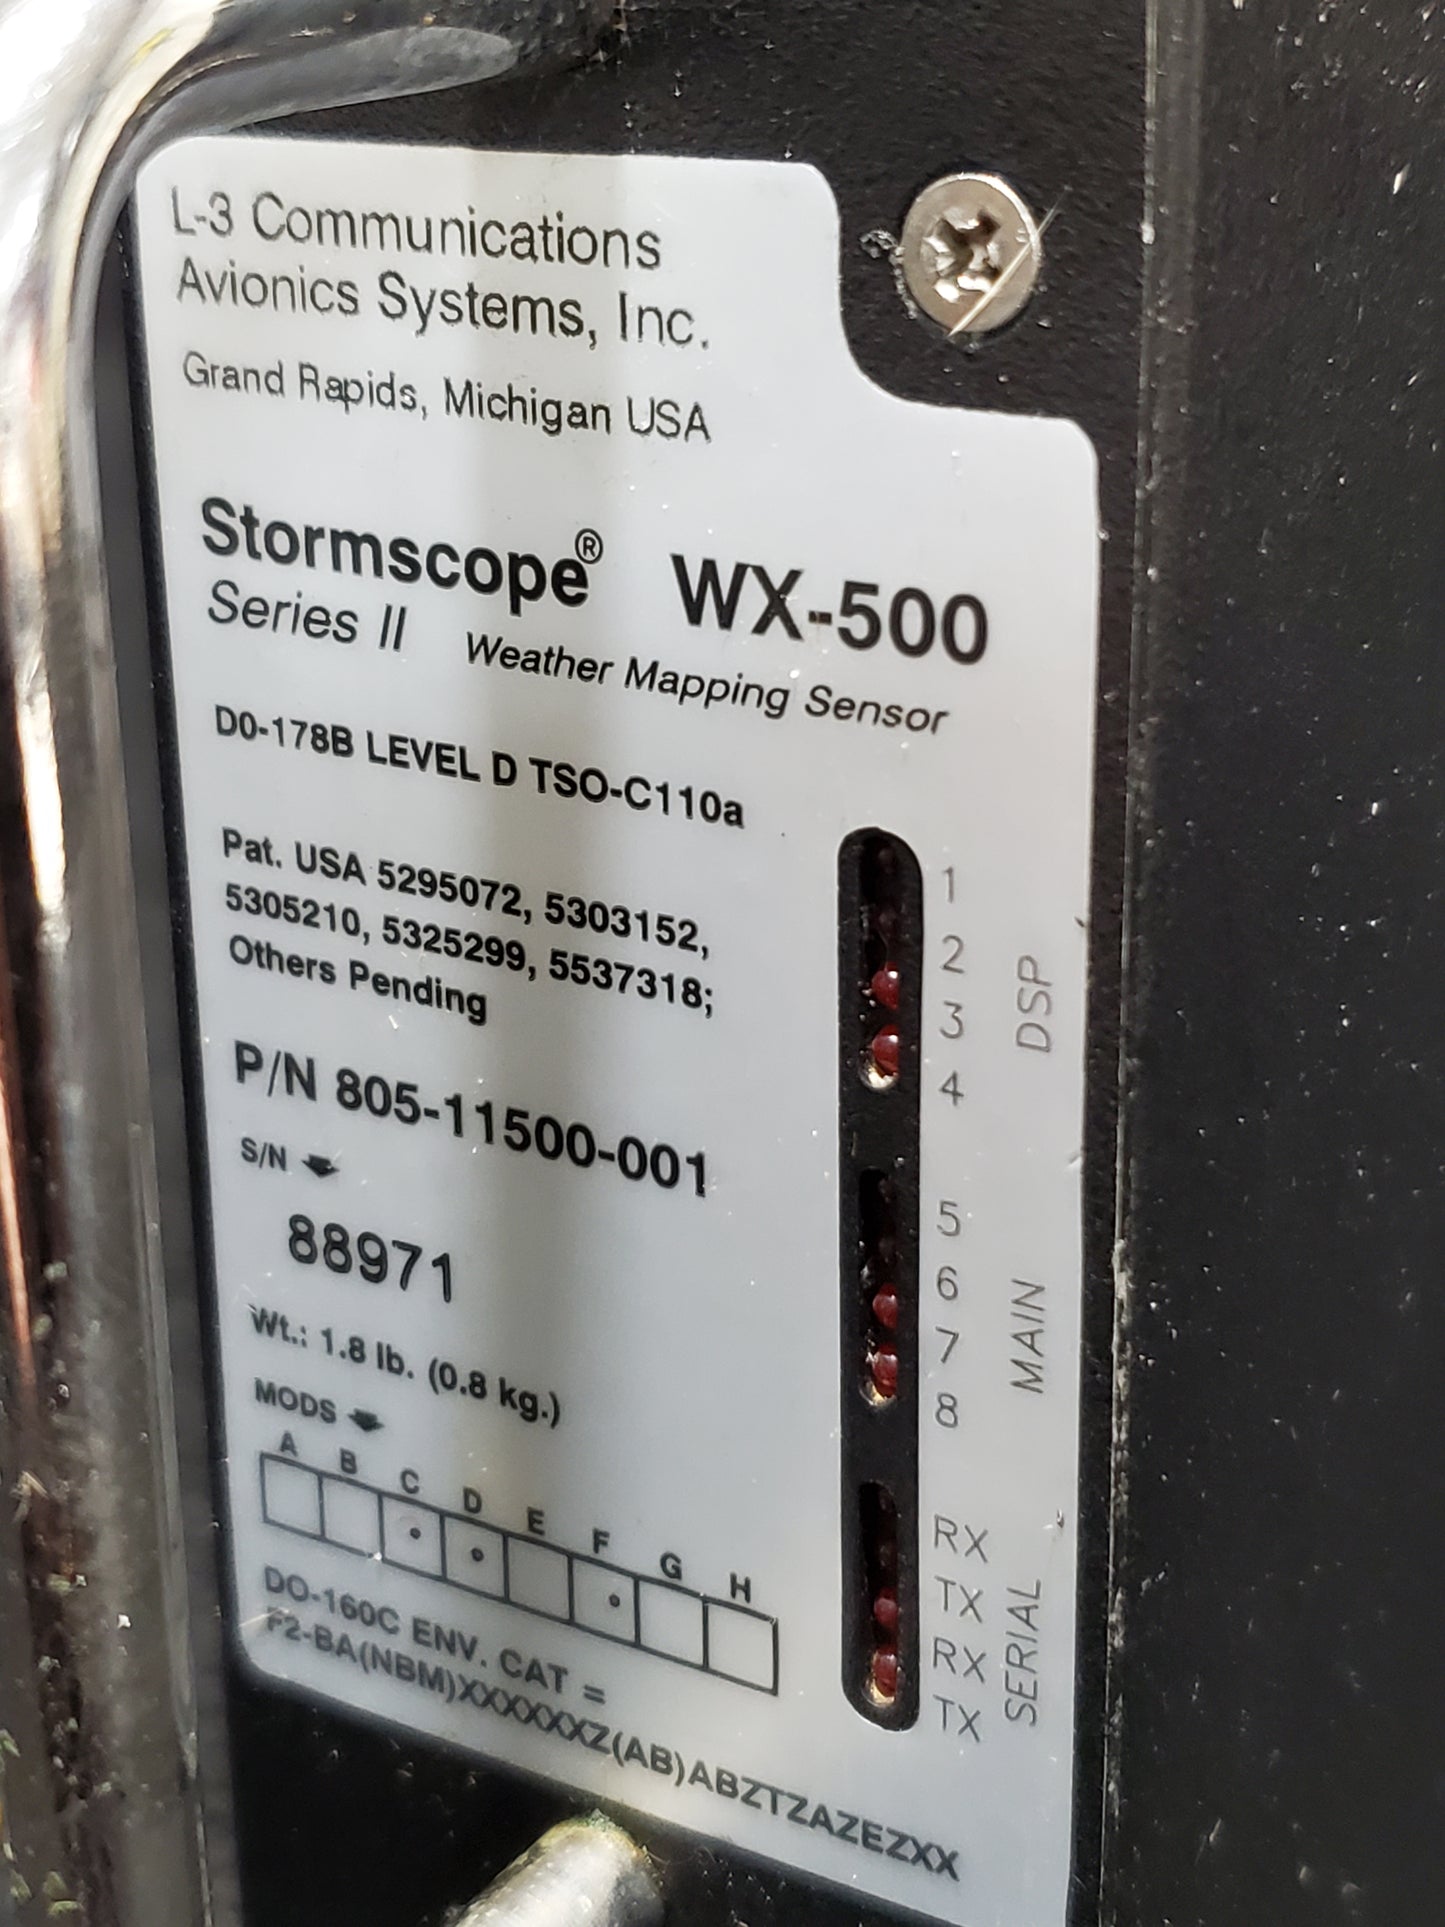 L-3 Communications
Avionics Systems, Inc.
Grand Rapids, Michigan USA
Stormscope® WX-500
Series II Weather Mapping Sensor
D0-178B LEVEL D TSO-C110a
Pat. USA 5295072, 5303152,
5305210, 5325299, 5537318;
Others Pending
P/N 805-11500-001
S/N
88971
Wt.: 1.8 lb. (0.8 kg.)
MODS
A B C D E F G H
DO-160C ENV. CAT =
F2-BA(NBM)XXXXXXZ(AB)ABZTZAZEZXX
1
2
3
4
DSP
5
6
7
8
MAIN
RX
TX
RX
TX
SERIAL